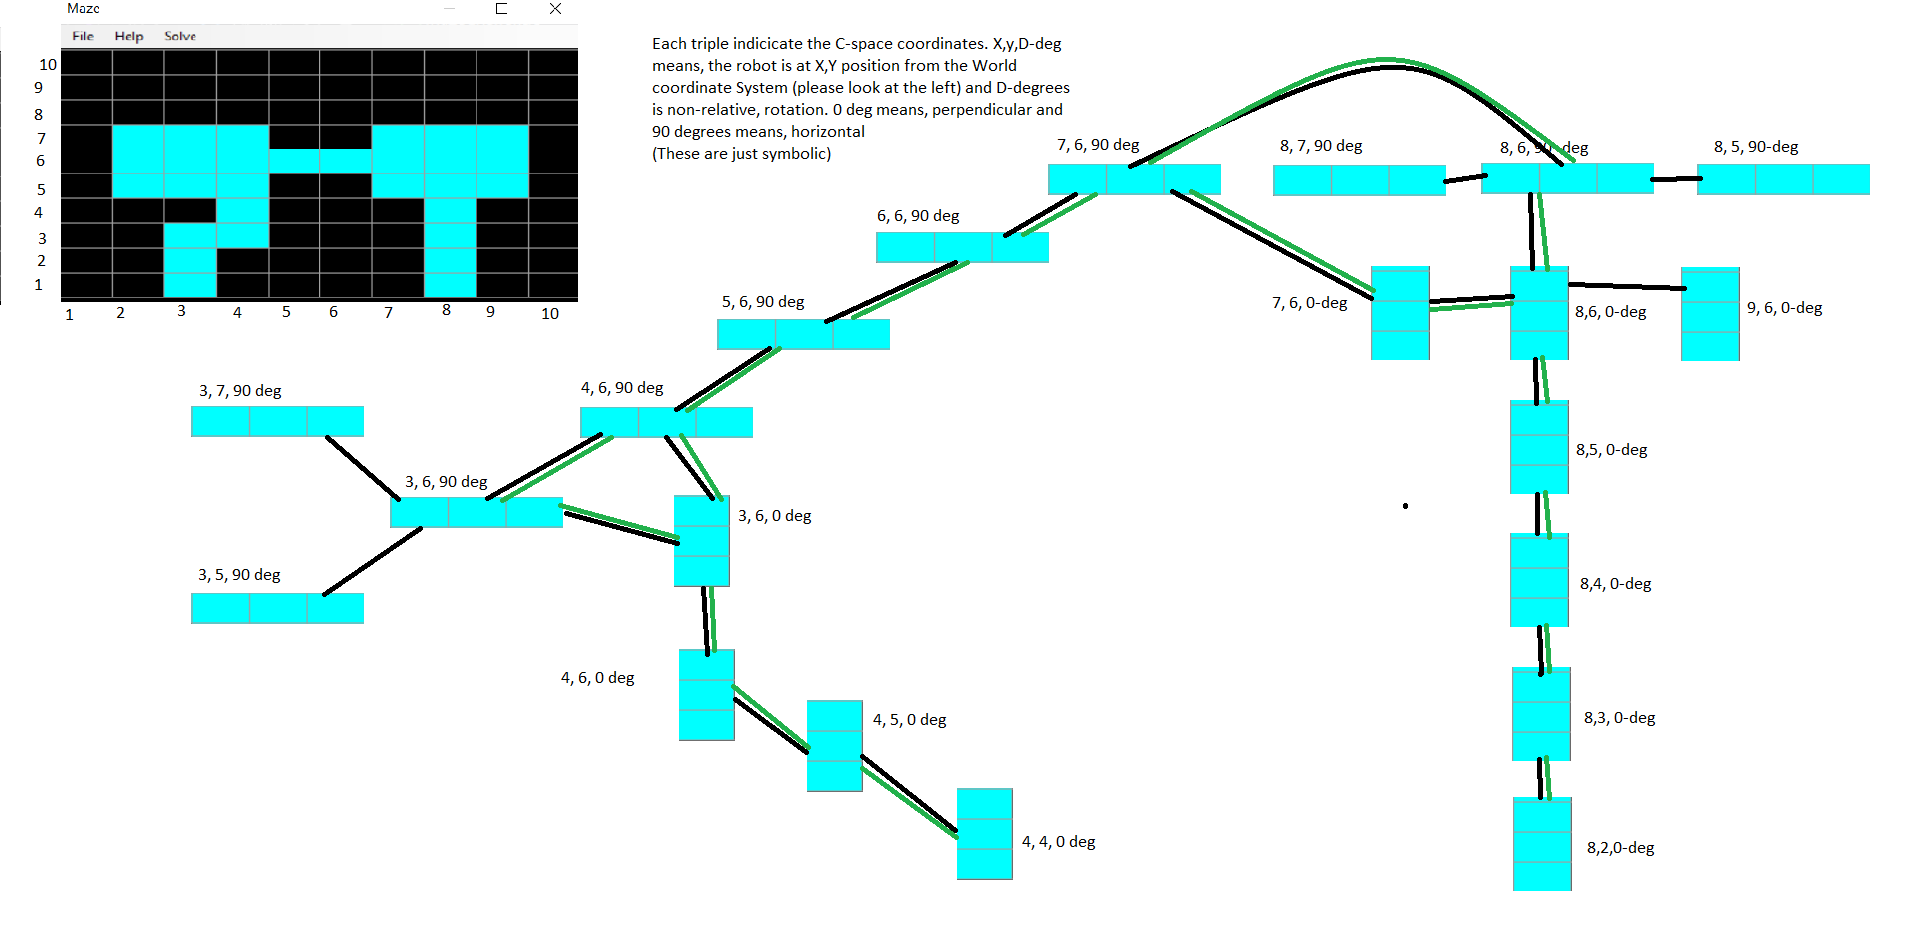 Maze
File Help Solve
10
9
8
7
6
5
4
3
2
1
1 2 3 4 5 6 7 8 9 10
Each triple indicicate the C-space coordinates. X,y,D-deg
means, the robot is at X,Y position from the World
coordinate System (please look at the left) and D-degrees
is non-relative, rotation. 0 deg means, perpendicular and
90 degrees means, horizontal
(These are just symbolic)
7, 6, 90 deg
8, 7, 90 deg
8, 6, 90-deg
8, 5, 90-deg
6, 6, 90 deg
5, 6, 90 deg
7, 6, 0-deg
8,6, 0-deg
9, 6, 0-deg
3, 7, 90 deg
4, 6, 90 deg
8,5, 0-deg
3, 6, 90 deg
3, 6, 0 deg
3, 5, 90 deg
8,4, 0-deg
4, 6, 0 deg
4, 5, 0 deg
8,3, 0-deg
4, 4, 0 deg
8,2,0-deg